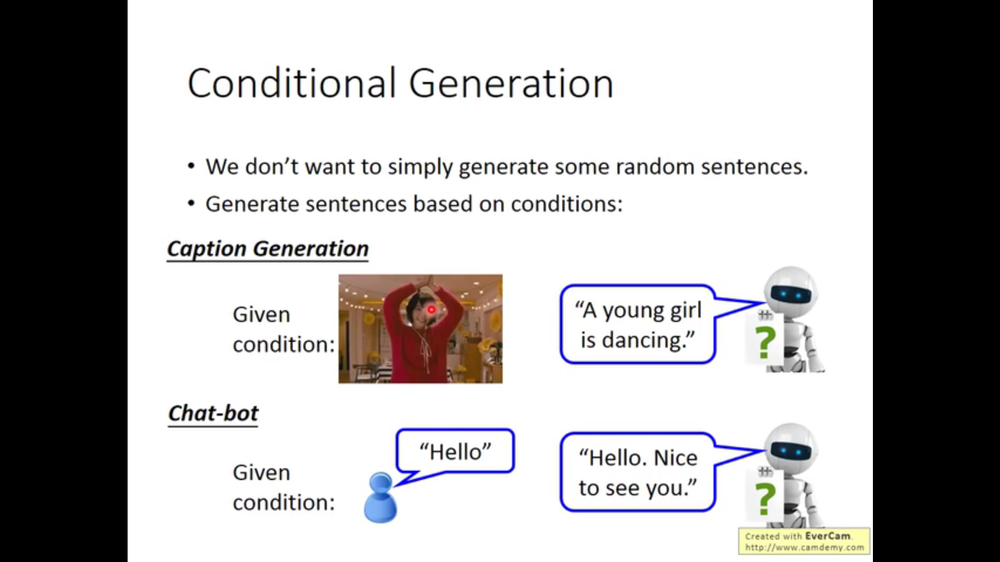 Conditional Generation
• We don’t want to simply generate some random sentences.
• Generate sentences based on conditions:
Caption Generation
Given
condition:
“A young girl
is dancing.”
?
Chat-bot
“Hello”
Given
condition:
“Hello. Nice
to see you.”
?
Created with EverCam.
http://www.camdemy.com